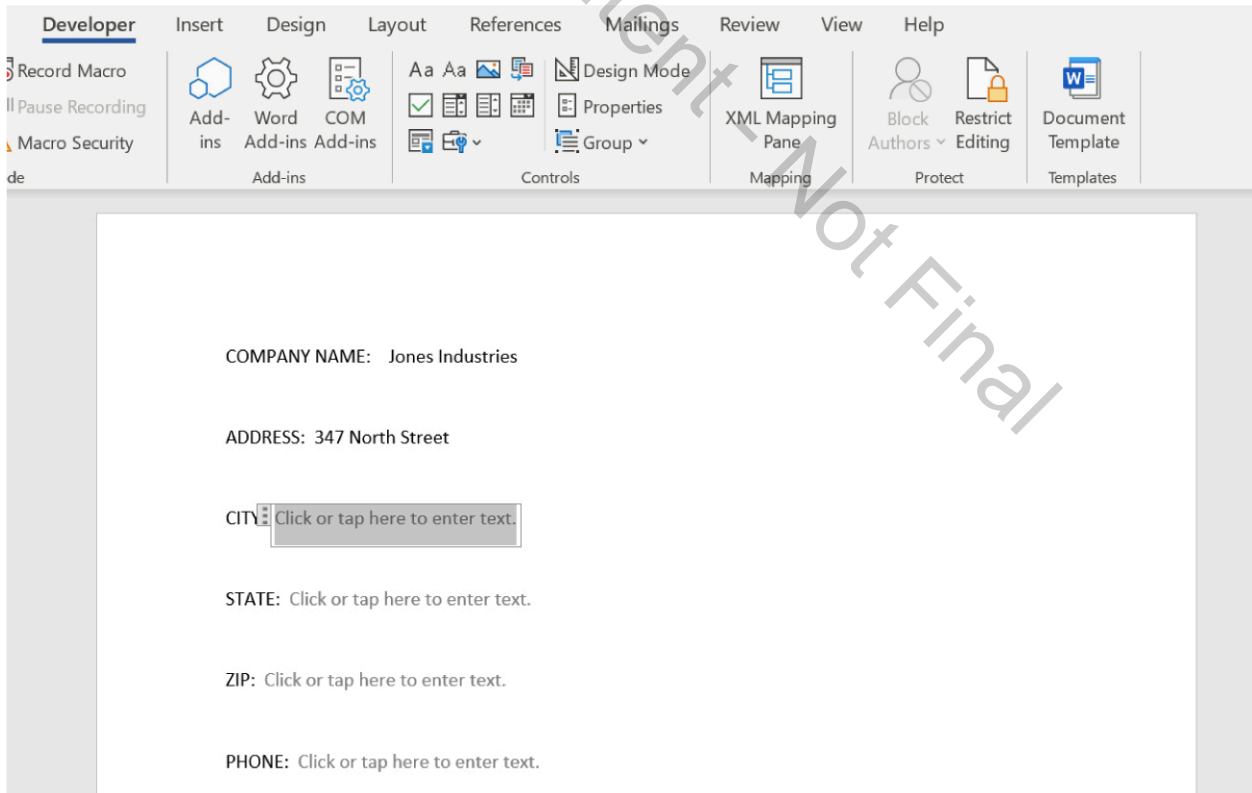 Developer Insert Design Layout References Mailings Review View Help
Record Macro
Pause Recording
Macro Security
de
Add-
ins
Word
Add-ins
COM
Add-ins
Add-ins
Aa Aa
Design Mode
Properties
Group
Controls
XML Mapping
Pane
Mapping
Block
Authors
Restrict
Editing
Protect
Document
Template
Templates
- Not Final
COMPANY NAME: Jones Industries
ADDRESS: 347 North Street
CITY Click or tap here to enter text.
STATE: Click or tap here to enter text.
ZIP: Click or tap here to enter text.
PHONE: Click or tap here to enter text.